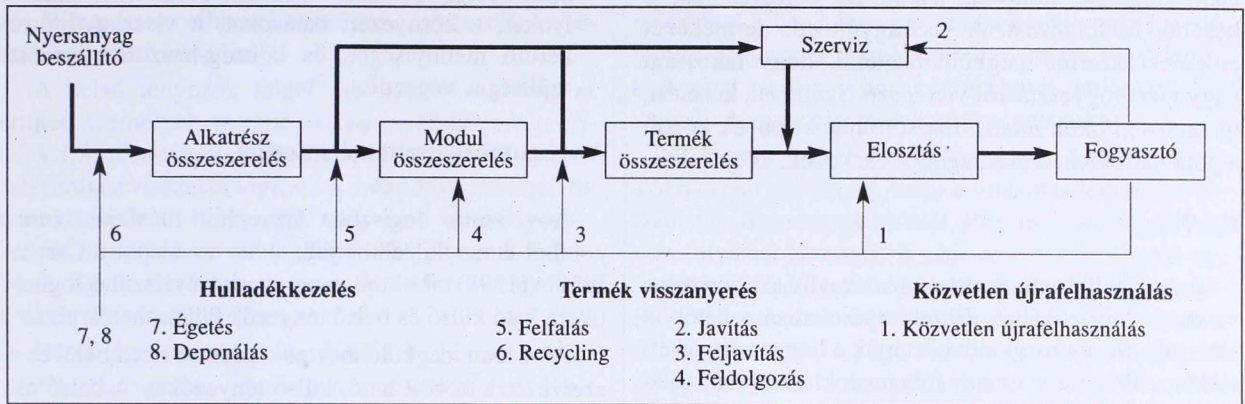 Nyersanyag
beszállító
Szerviz
2
Alkatrész
összeszerelés
Modul
összeszerelés
Termék
összeszerelés
Elosztás
Fogyasztó
6
5
4
3
1
Hulladékkezelés
Termék visszanyerés
Közvetlen újrafelhasználás
7, 8
7. Égetés
8. Deponálás
5. Felfalás
6. Recycling
2. Javítás
3. Feljavítás
4. Feldolgozás
1. Közvetlen újrafelhasználás